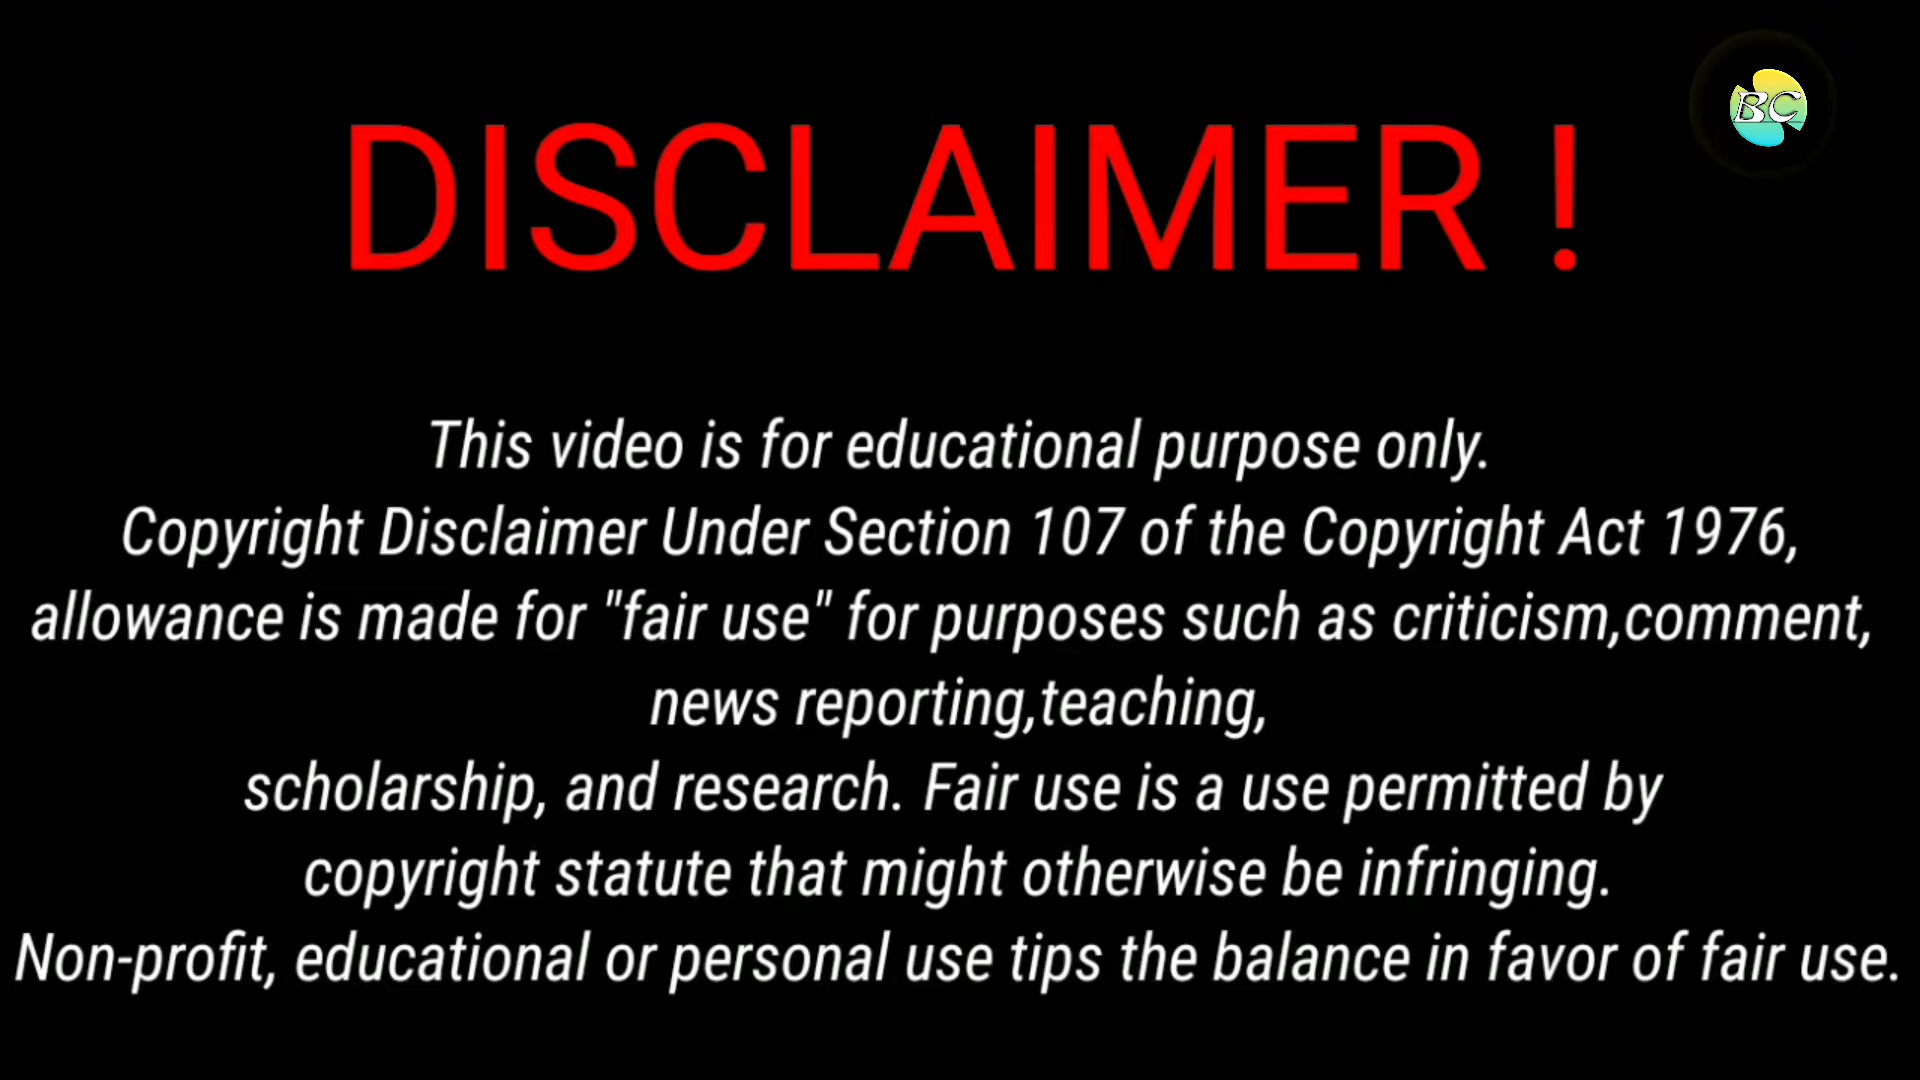 BC
DISCLAIMER !
This video is for educational purpose only.
Copyright Disclaimer Under Section 107 of the Copyright Act 1976,
allowance is made for "fair use" for purposes such as criticism,comment,
news reporting,teaching,
scholarship, and research. Fair use is a use permitted by
copyright statute that might otherwise be infringing.
Non-profit, educational or personal use tips the balance in favor of fair use.